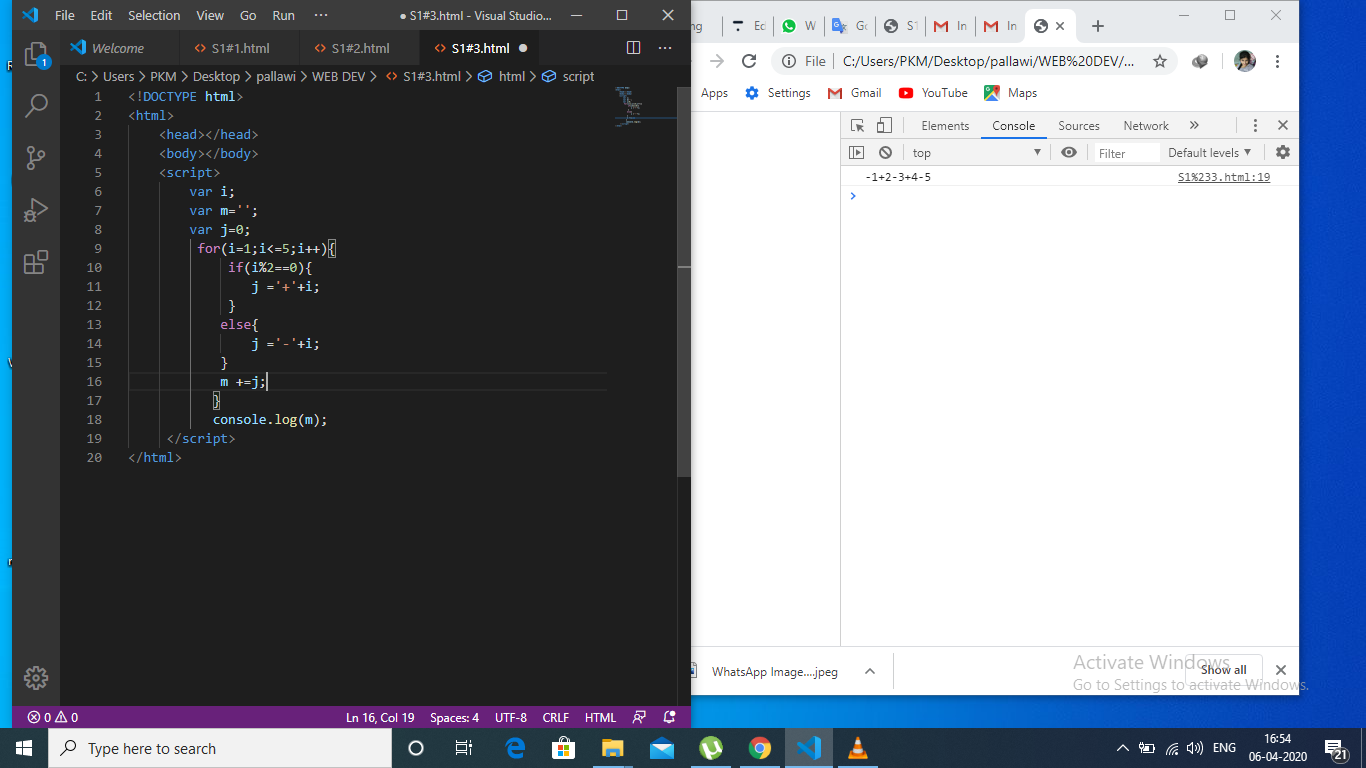 File Edit Selection View Go Run ··· ● S1#3.html - Visual Studio...
Welcome S1#1.html S1#2.html S1#3.html ●
C: > Users > PKM > Desktop > pallawi > WEB DEV > S1#3.html > html > script
1 <!DOCTYPE html>
2 <html>
3 <head></head>
4 <body></body>
5 <script>
6 var i;
7 var m='';
8 var j=0;
9 for(i=1;i<=5;i++){
10 if(i%2==0){
11 j ='+'+i;
12 }
13 else{
14 j ='-'+i;
15 }
16 m +=j;
17 }
18 console.log(m);
19 </script>
20 </html>
1
0 0 Ln 16, Col 19 Spaces: 4 UTF-8 CRLF HTML
ng Ec W Go S1 In In
File C:/Users/PKM/Desktop/pallawi/WEB%20DEV/...
Apps Settings Gmail YouTube Maps
Elements Console Sources Network »
top Filter Default levels
-1+2-3+4-5 S1%233.html:19
>
WhatsApp Image....jpeg Show all
Activate Windows
Go to Settings to activate Windows.
Type here to search ENG 16:54
06-04-2020 21